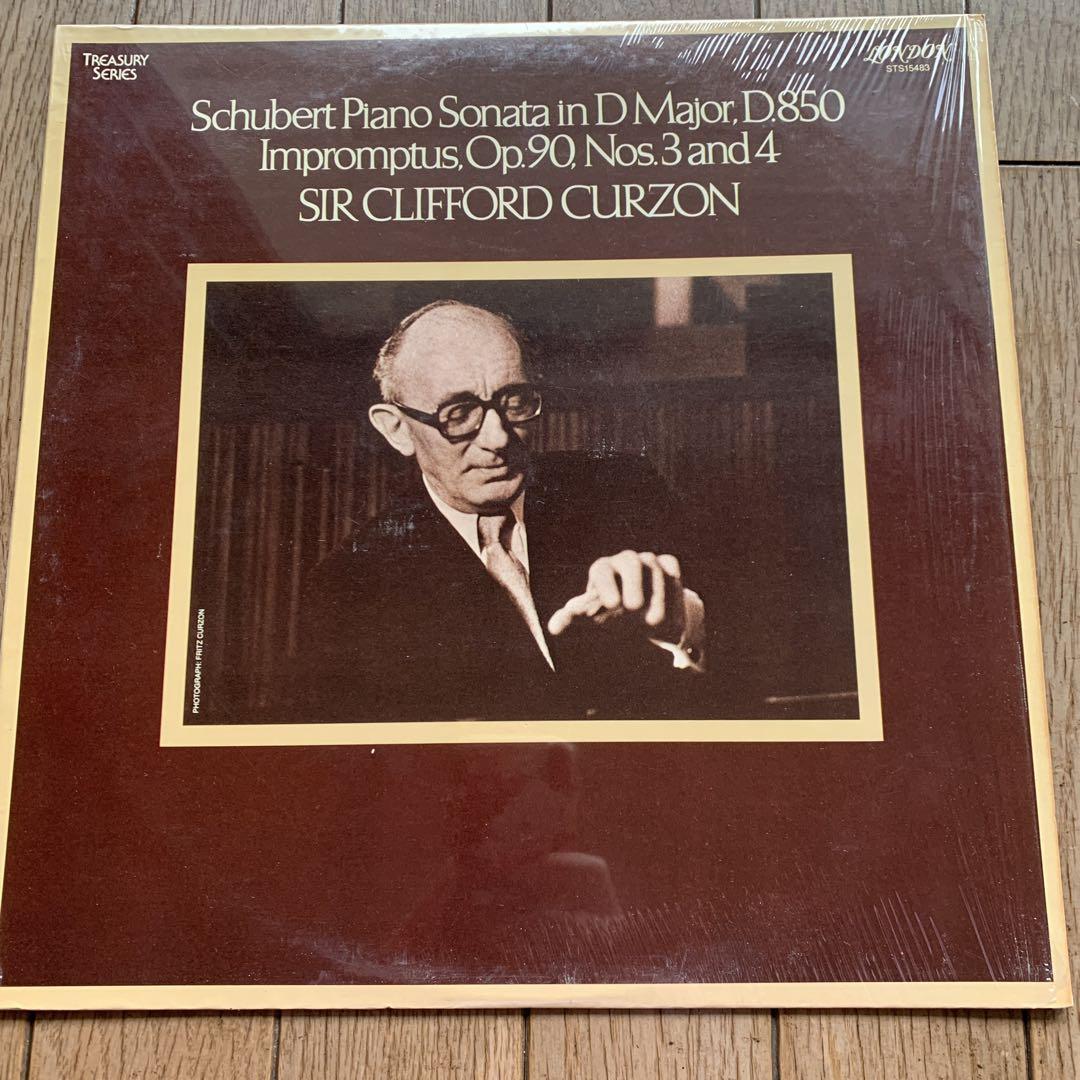 TREASURY
SERIES
LONDON
STS15483
Schubert Piano Sonata in D Major, D.850
Impromptus, Op.90, Nos.3 and 4
SIR CLIFFORD CURZON
PHOTOGRAPH: FRITZ CURZON